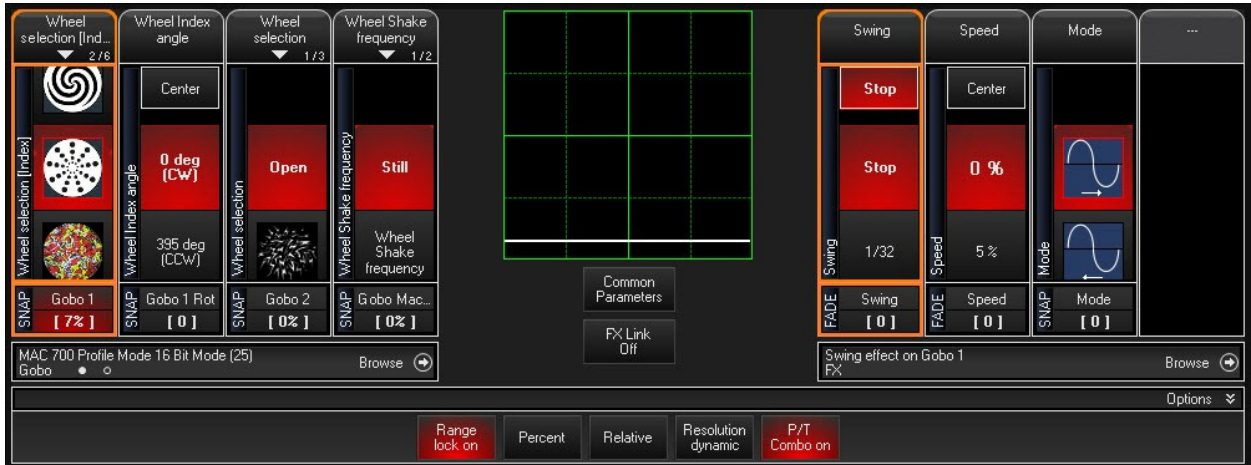 Wheel
selection [Ind...
2/6
Wheel Index
angle
Wheel
selection
1/3
Wheel Shake
frequency
1/2
Wheel selection [Index]
Center
0 deg
(CW)
395 deg
(CCW)
Wheel Index angle
Wheel selection
Open
Wheel Shake frequency
Still
Wheel
Shake
frequency
SNAP
Gobo 1
[ 7% ]
SNAP
Gobo 1 Rot
[ 0 ]
SNAP
Gobo 2
[ 0% ]
SNAP
Gobo Mac...
[ 0% ]
MAC 700 Profile Mode 16 Bit Mode (25)
Gobo
Browse
Common
Parameters
FX Link
Off
Swing
Speed
Mode
---
Swing
Stop
Stop
1/32
Speed
Center
0 %
5 %
Mode
FADE
Swing
[ 0 ]
FADE
Speed
[ 0 ]
SNAP
Mode
[ 0 ]
Swing effect on Gobo 1
FX
Browse
Options
Range
lock on
Percent
Relative
Resolution
dynamic
P/T
Combo on